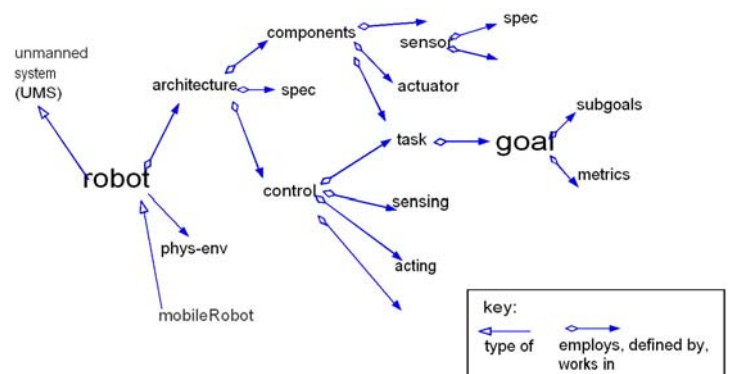 components
spec
sensor
unmanned
system
(UMS)
architecture
spec
actuator
subgoals
task
goal
robot
metrics
control
sensing
phys-env
acting
mobileRobot
key:
type of
employs, defined by,
works in